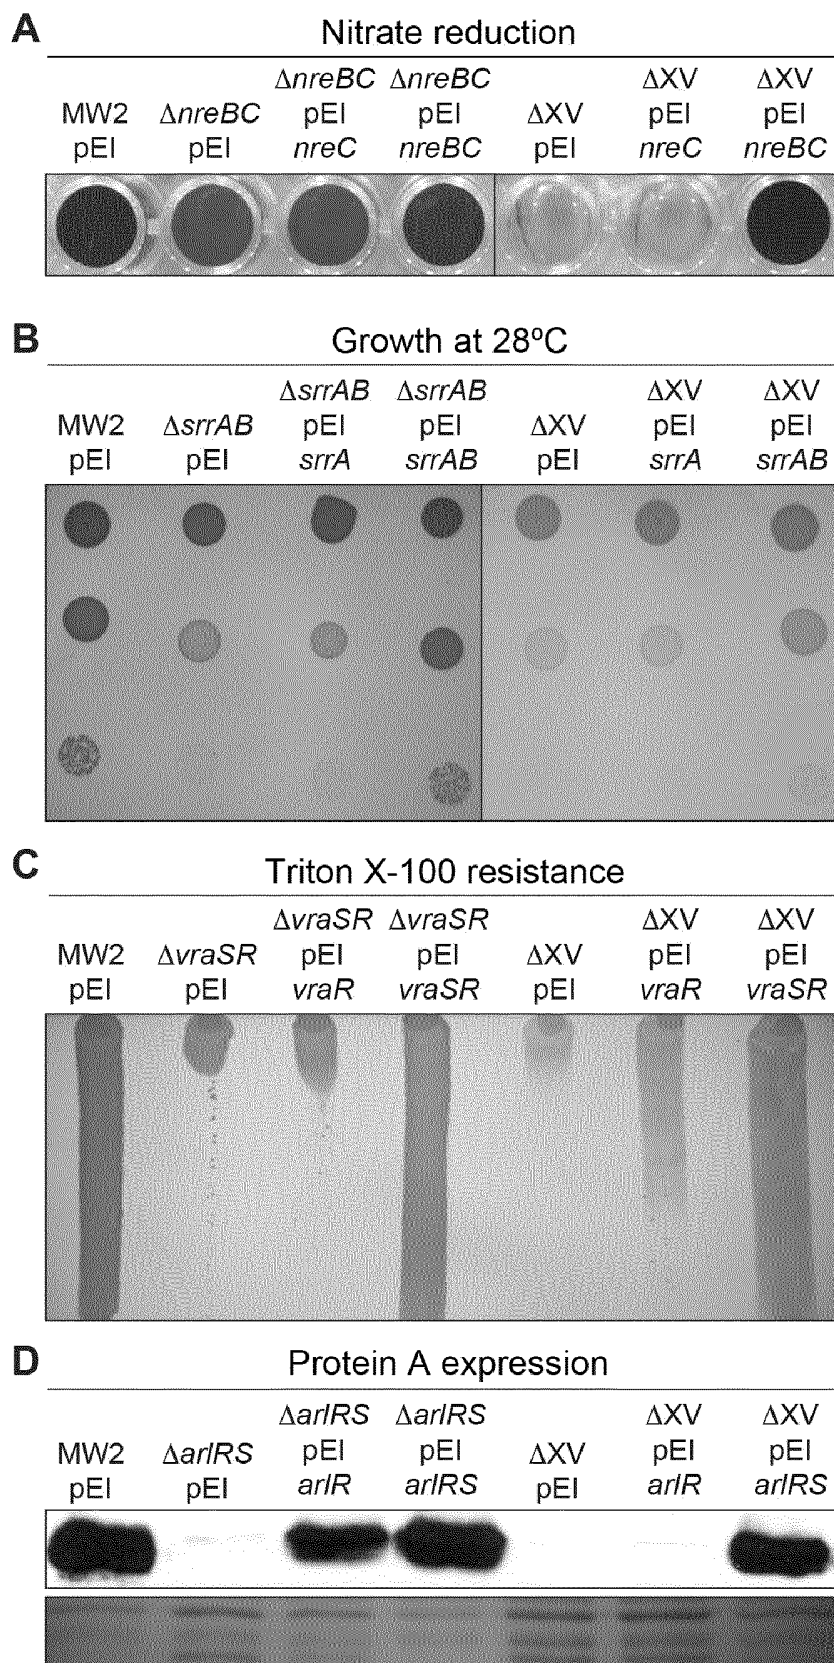 A
Nitrate reduction
MW2 pEI
ΔnreBC pEI
ΔnreBC pEI nreC
ΔnreBC pEI nreBC
ΔXV pEI
ΔXV pEI nreC
ΔXV pEI nreBC
B
Growth at 28ºC
MW2 pEI
ΔsrrAB pEI
ΔsrrAB pEI srrA
ΔsrrAB pEI srrAB
ΔXV pEI
ΔXV pEI srrA
ΔXV pEI srrAB
C
Triton X-100 resistance
MW2 pEI
ΔvraSR pEI
ΔvraSR pEI vraR
ΔvraSR pEI vraSR
ΔXV pEI
ΔXV pEI vraR
ΔXV pEI vraSR
D
Protein A expression
MW2 pEI
ΔarlRS pEI
ΔarlRS pEI arlR
ΔarlRS pEI arlRS
ΔXV pEI
ΔXV pEI arlR
ΔXV pEI arlRS